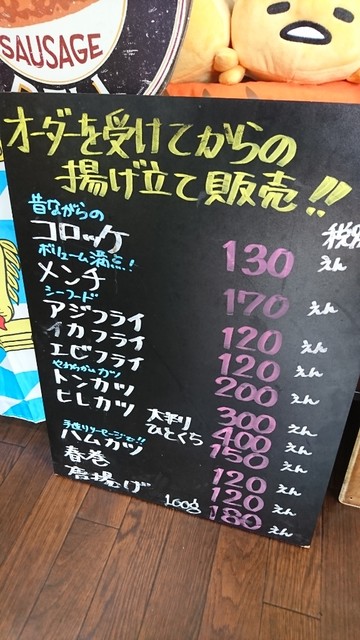 SAUSAGE
オーダーを受けてからの
揚げ立て販売!!
昔ながらの
コロッケ 130 えん
ボリューム満点!
メンチ 170 えん
シーフード
アジフライ 120 えん
イカフライ 120 えん
エビフライ 200 えん
やわらかムカツ
トンカツ 300 えん
ヒレカツ 大判り 400 えん
ひとくち 150 えん
手造りソーセージで!!
ハムカツ 120 えん
春巻 120 えん
唐揚げ 100g 180 えん